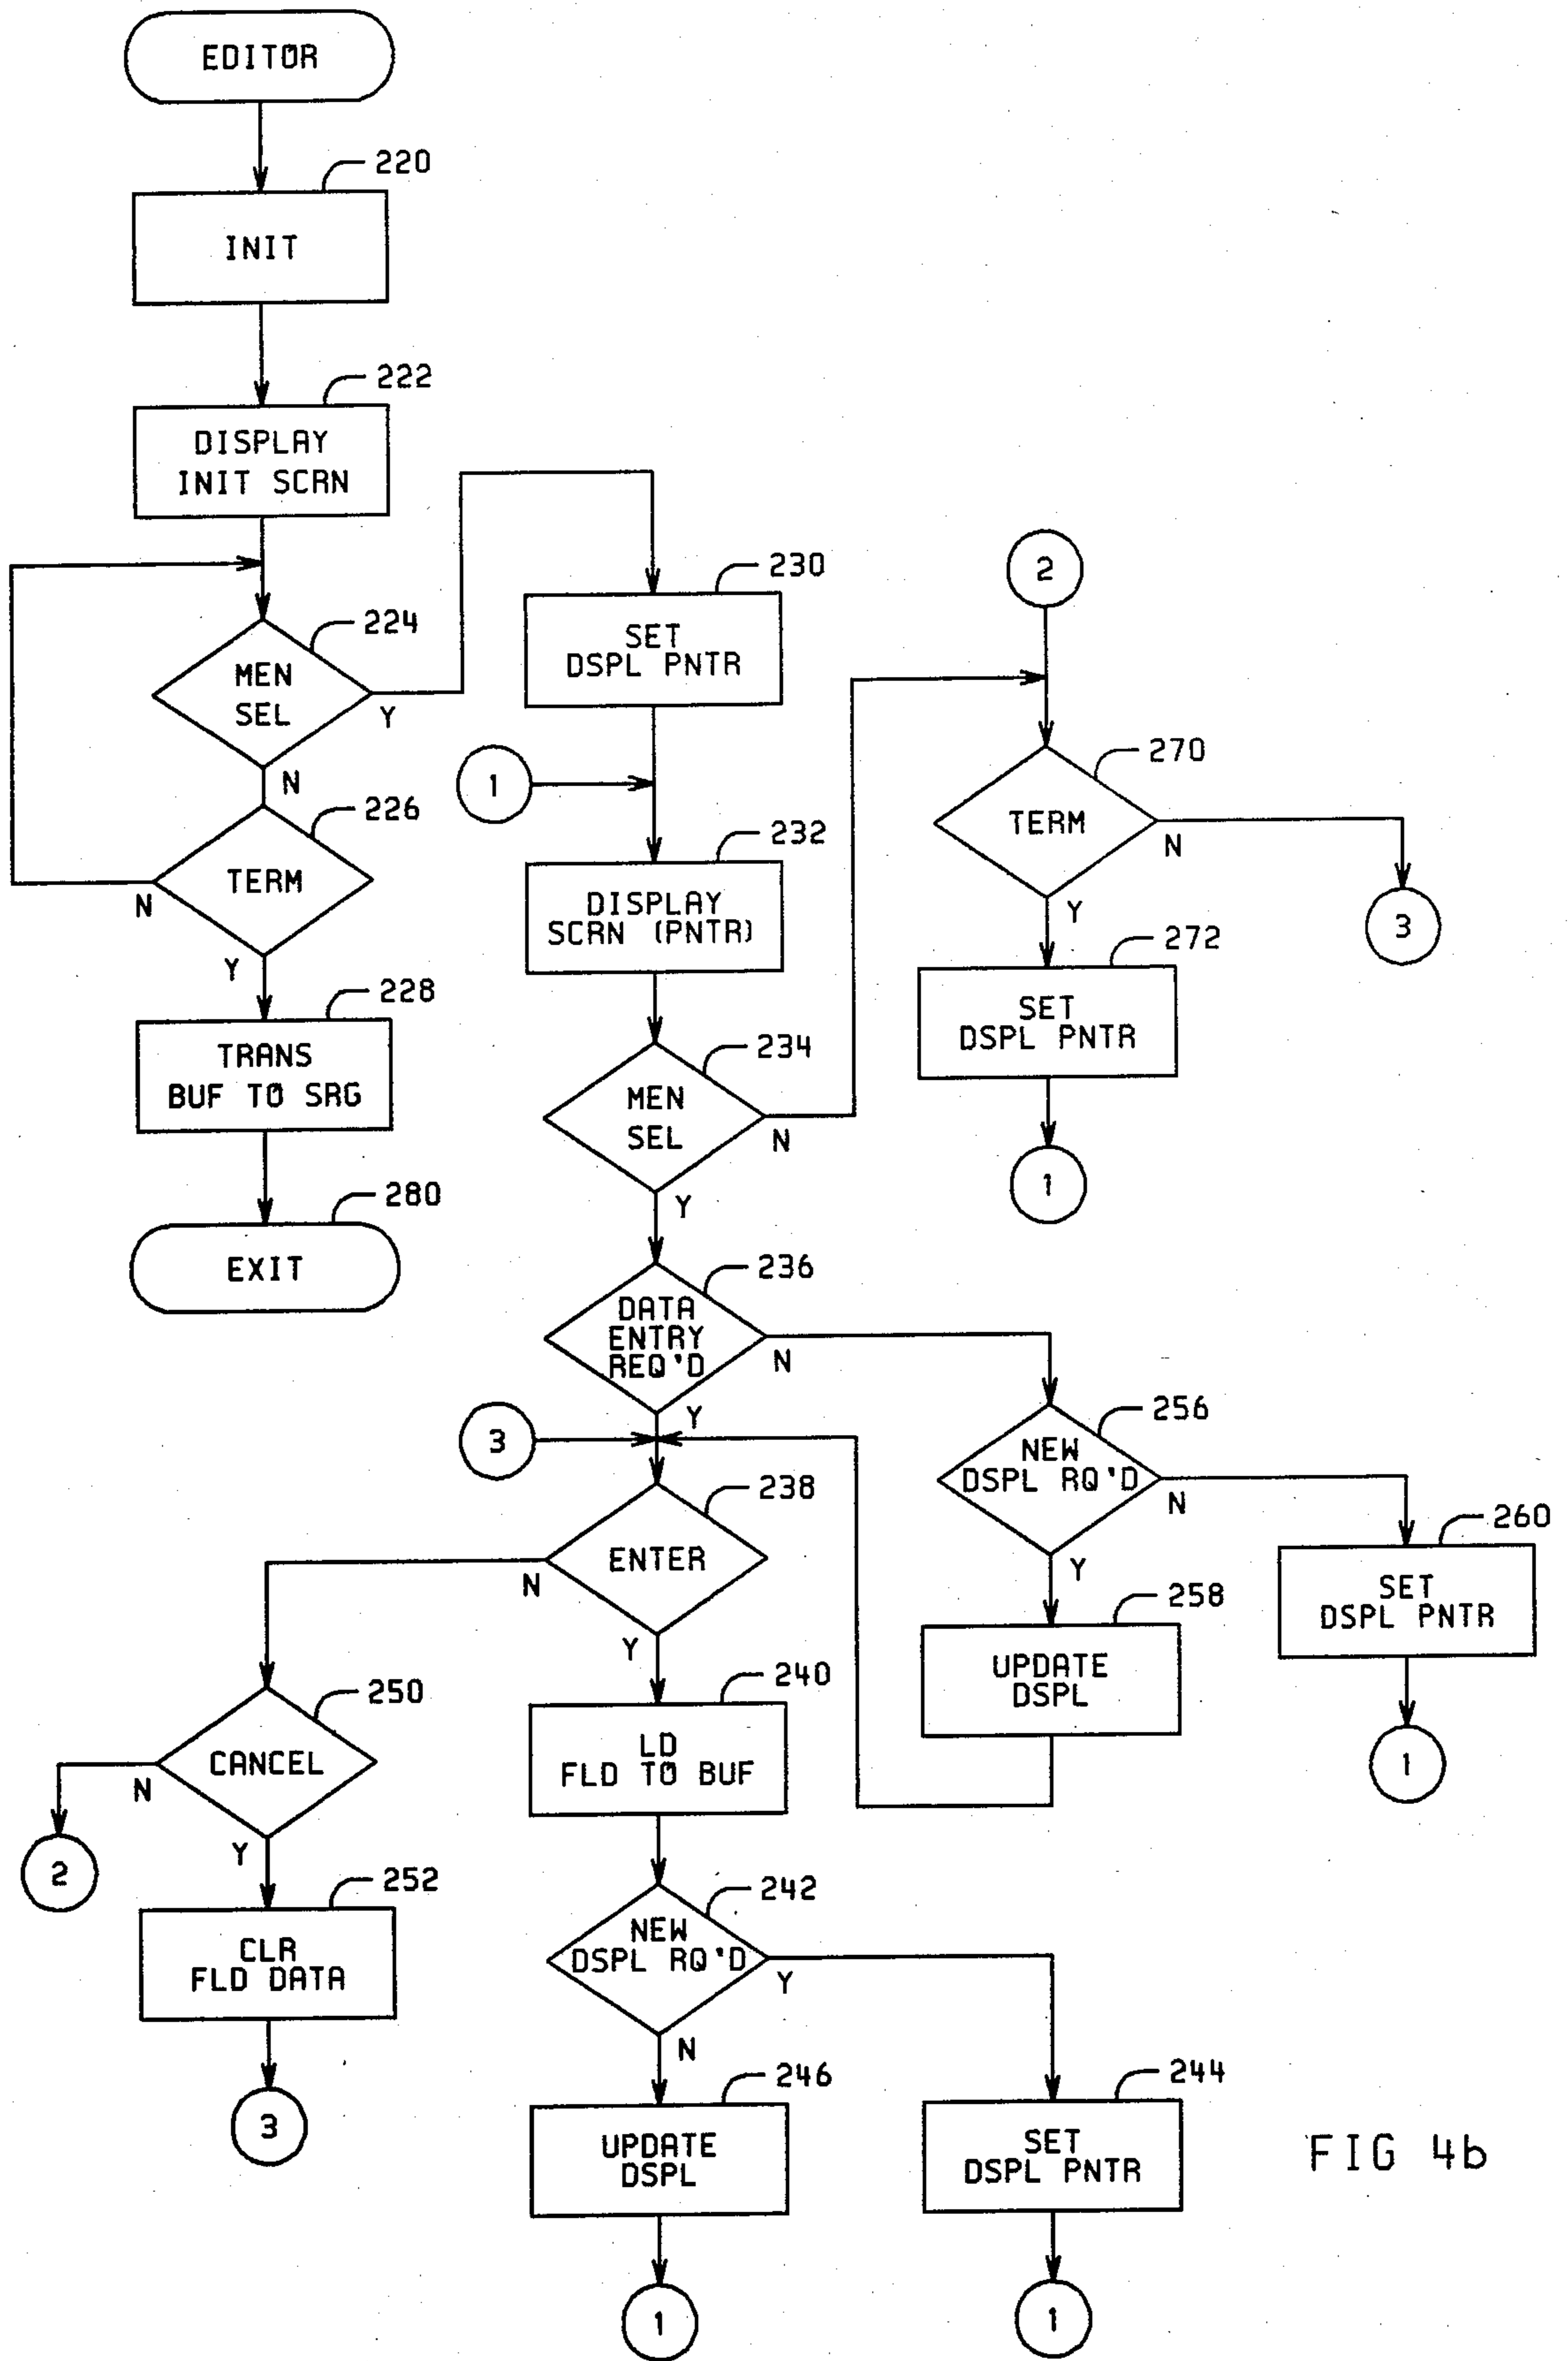 EDITOR
220
INIT
222
DISPLAY
INIT SCRN
224
MEN
SEL
Y
N
226
TERM
N
Y
228
TRANS
BUF TO SRG
280
EXIT
230
SET
DSPL PNTR
1
232
DISPLAY
SCRN (PNTR)
234
MEN
SEL
N
Y
236
DATA
ENTRY
REQ'D
N
Y
3
238
ENTER
N
Y
240
LD
FLD TO BUF
242
NEW
DSPL RQ'D
Y
N
246
UPDATE
DSPL
1
244
SET
DSPL PNTR
1
250
CANCEL
N
2
Y
252
CLR
FLD DATA
3
2
270
TERM
N
3
Y
272
SET
DSPL PNTR
1
256
NEW
DSPL RQ'D
N
Y
258
UPDATE
DSPL
260
SET
DSPL PNTR
1
FIG 4b